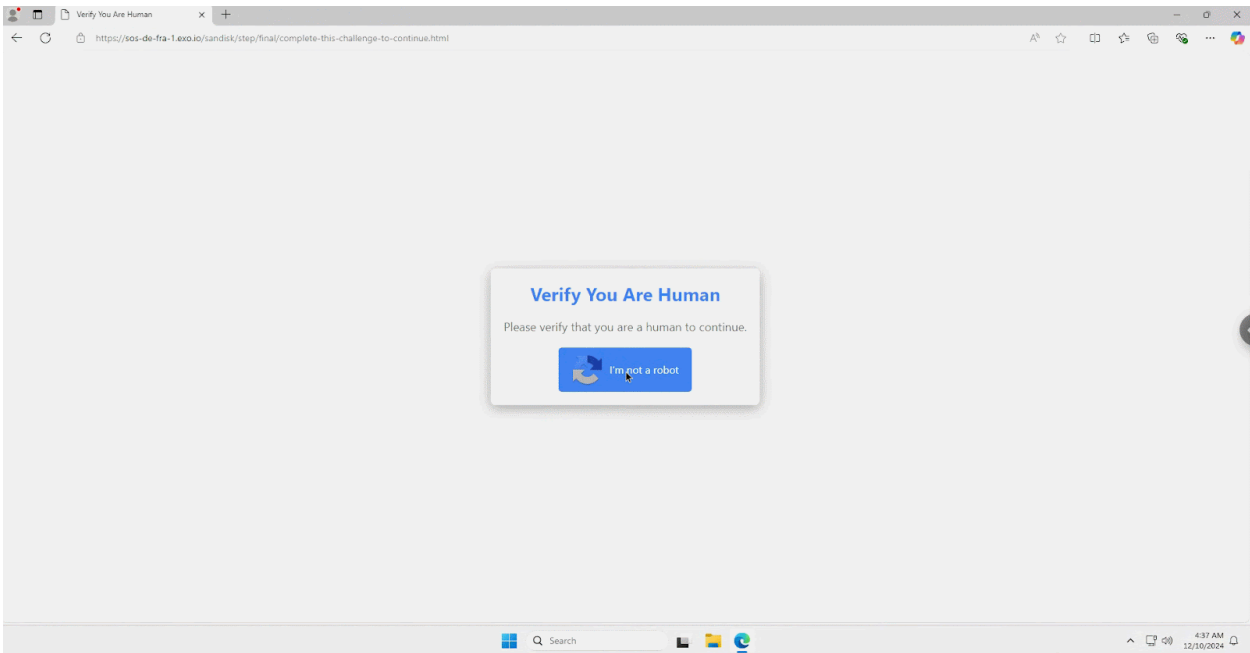 Verify You Are Human
https://sos-de-fra-1.exo.io/sandisk/step/final/complete-this-challenge-to-continue.html
Verify You Are Human
Please verify that you are a human to continue.
I'm not a robot
Search
4:37 AM
12/10/2024